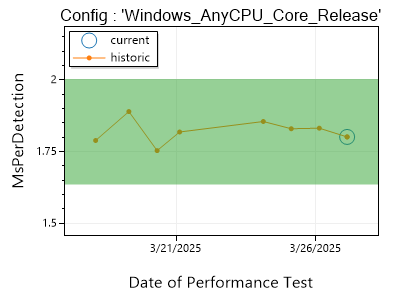 Config : 'Windows_AnyCPU_Core_Release'
current
historic
MsPerDetection
2
1.75
1.5
3/21/2025
3/26/2025
Date of Performance Test